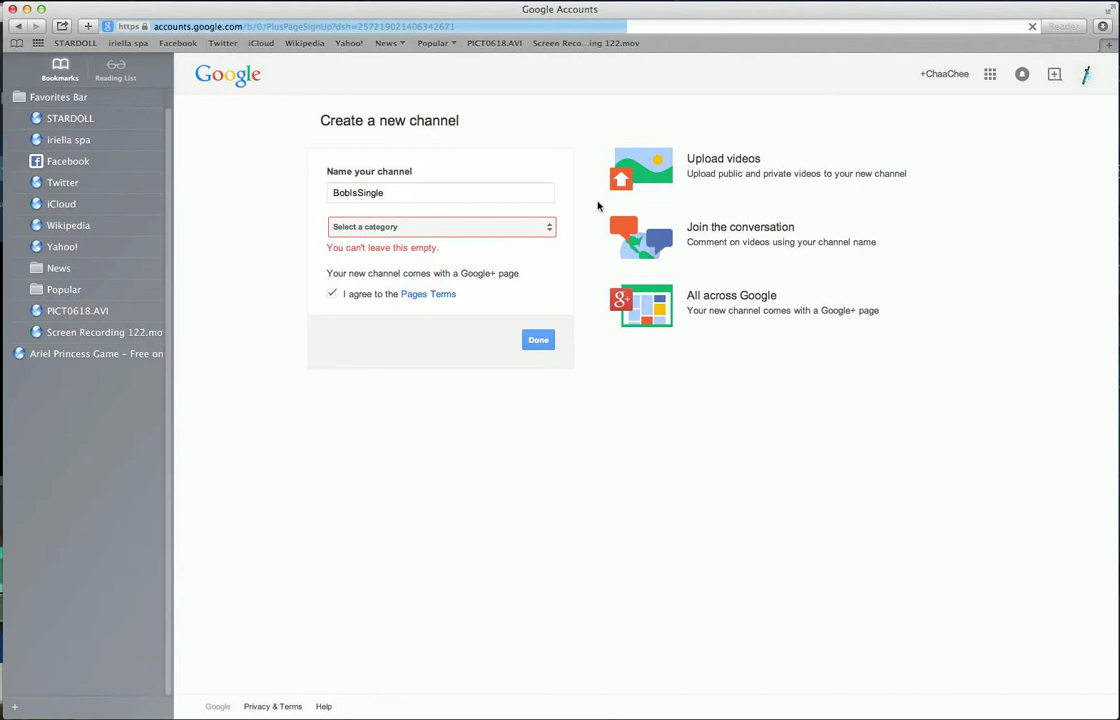 Google Accounts
https accounts.google.com/b/0/PlusPageSignUp?dsh=257219021406342671
Reader
STARDOLL iriella spa Facebook Twitter iCloud Wikipedia Yahoo! News Popular PICT0618.AVI Screen Reco...ing 122.mov
Bookmarks Reading List
Favorites Bar
STARDOLL
iriella spa
Facebook
Twitter
iCloud
Wikipedia
Yahoo!
News
Popular
PICT0618.AVI
Screen Recording 122.mo
Ariel Princess Game – Free on
Google
+ChaaChee
Create a new channel
Name your channel
BobIsSingle
Select a category
You can't leave this empty.
Your new channel comes with a Google+ page
I agree to the Pages Terms
Done
Upload videos
Upload public and private videos to your new channel
Join the conversation
Comment on videos using your channel name
g+
All across Google
Your new channel comes with a Google+ page
Google Privacy & Terms Help